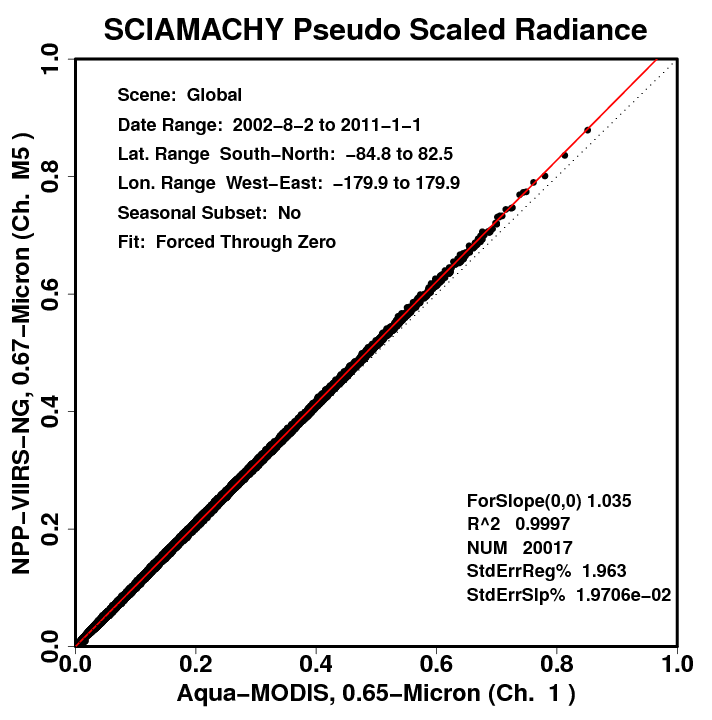 SCIAMACHY Pseudo Scaled Radiance
Scene:  Global
Date Range:  2002−8−2 to 2011−1−1
Lat. Range  South−North:  −84.8 to 82.5
Lon. Range  West−East:  −179.9 to 179.9
Seasonal Subset:  No
Fit:  Forced Through Zero
NPP−VIIRS−NG, 0.67−Micron (Ch.  M5 )
1.0
0.8
0.6
0.4
0.2
0.0
ForSlope(0,0) 1.035
R^2   0.9997
NUM   20017
StdErrReg%  1.963
StdErrSlp%  1.9706e−02
0.0 0.2 0.4 0.6 0.8 1.0
Aqua−MODIS, 0.65−Micron (Ch.  1 )